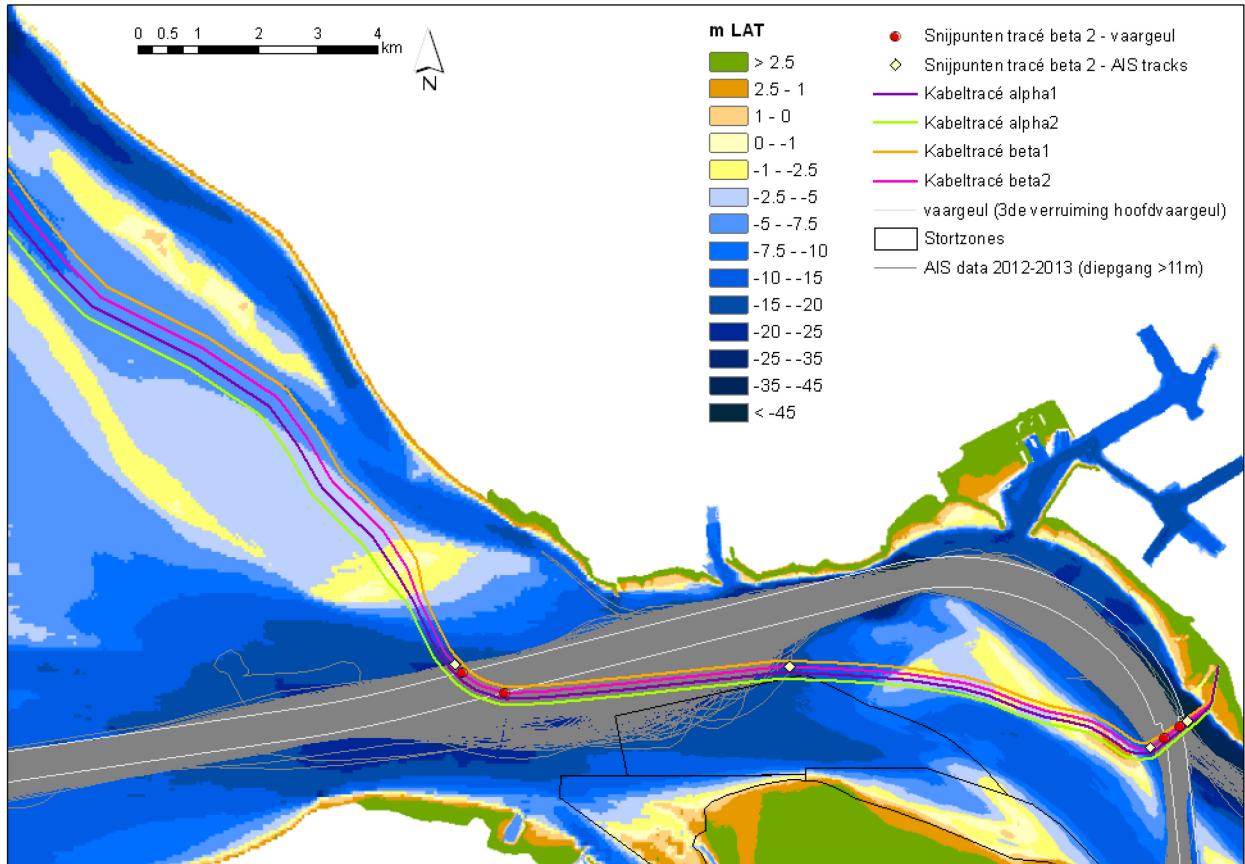 0 0.5 1 2 3 4
km
N
m LAT
> 2.5
2.5 - 1
1 - 0
0 - -1
-1 - -2.5
-2.5 - -5
-5 - -7.5
-7.5 - -10
-10 - -15
-15 - -20
-20 - -25
-25 - -35
-35 - -45
< -45
Snijpunten tracé beta 2 - vaargeul
Snijpunten tracé beta 2 - AIS tracks
Kabeltracé alpha1
Kabeltracé alpha2
Kabeltracé beta1
Kabeltracé beta2
vaargeul (3de verruiming hoofdvaargeul)
Stortzones
AIS data 2012-2013 (diepgang >11m)